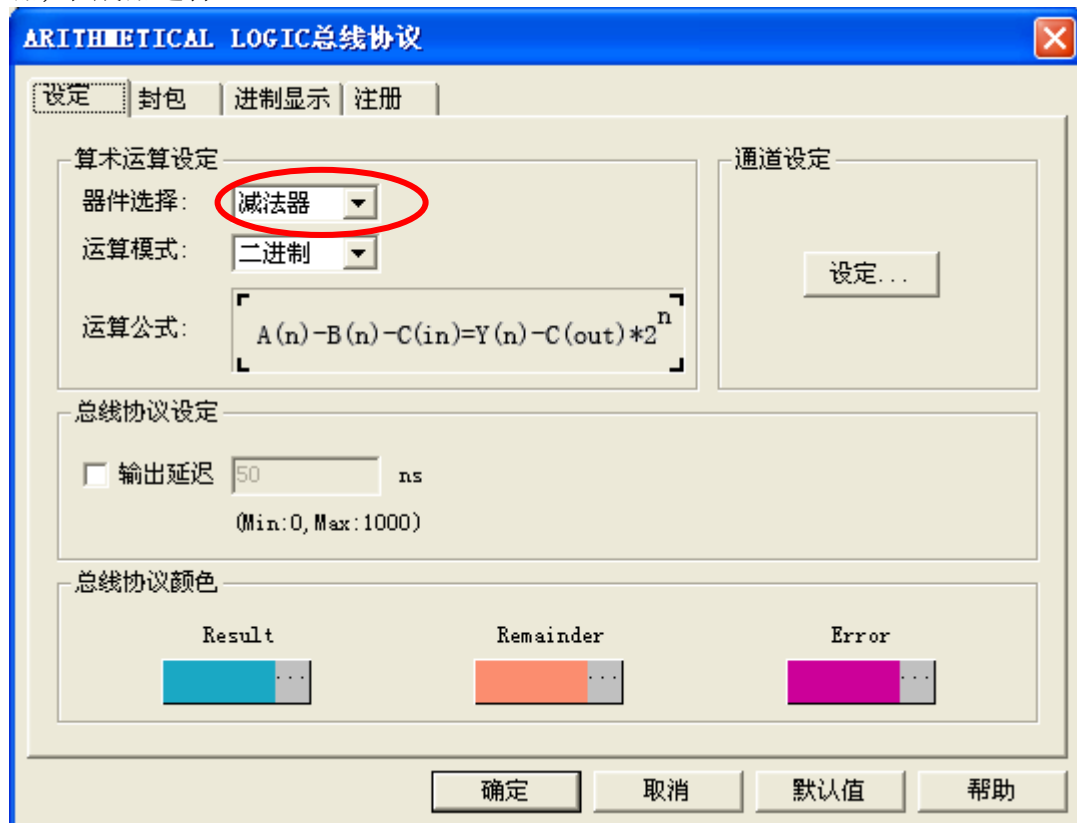 ARITHMETICAL LOGIC总线协议
设定 封包 进制显示 注册
算术运算设定
器件选择: 减法器
运算模式: 二进制
运算公式: A(n)-B(n)-C(in)=Y(n)-C(out)*2^n
通道设定
设定...
总线协议设定
输出延迟 50 ns
(Min:0,Max:1000)
总线协议颜色
Result Remainder Error
... ... ...
确定 取消 默认值 帮助